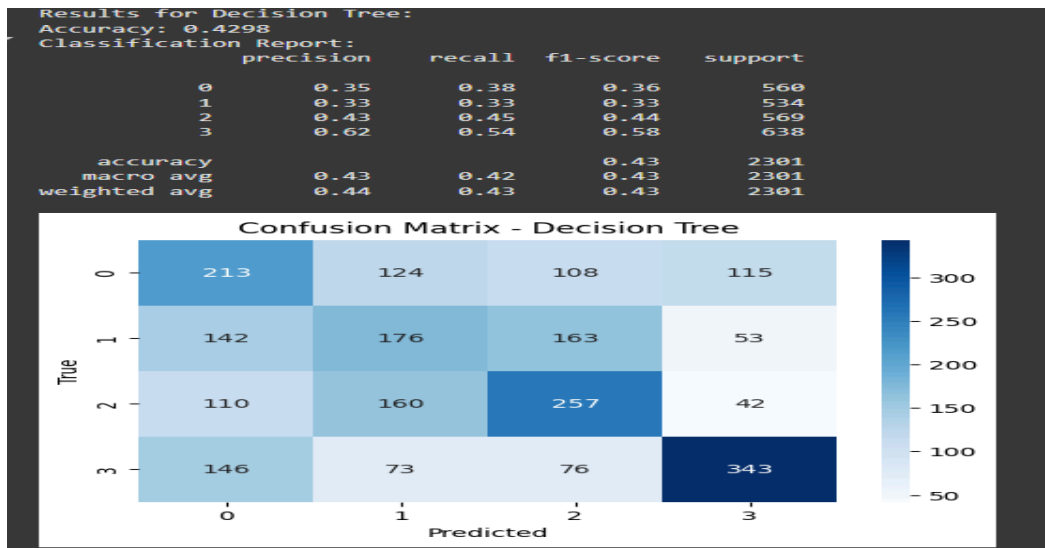 Results for Decision Tree:
Accuracy: 0.4298
Classification Report:
precision recall f1-score support
0 0.35 0.38 0.36 560
1 0.33 0.33 0.33 534
2 0.43 0.45 0.44 569
3 0.62 0.54 0.58 638
accuracy 0.43 2301
macro avg 0.43 0.42 0.43 2301
weighted avg 0.44 0.43 0.43 2301
Confusion Matrix - Decision Tree
0 213 124 108 115
1 142 176 163 53
2 110 160 257 42
3 146 73 76 343
0 1 2 3
True
Predicted
300
250
200
150
100
50